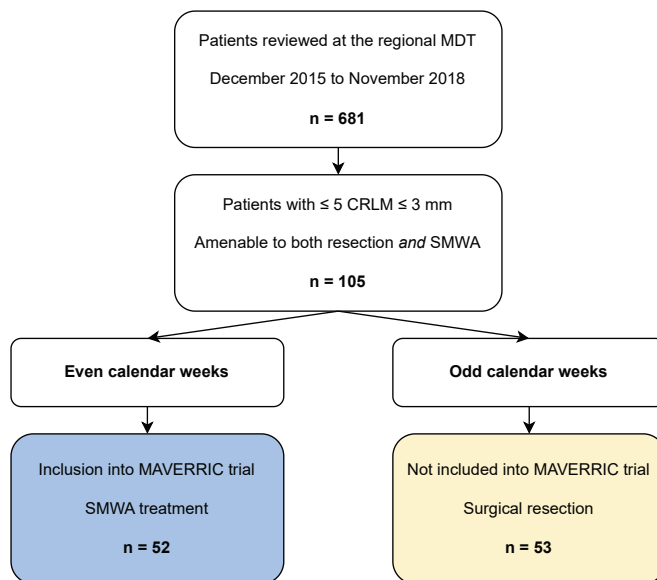 Patients reviewed at the regional MDT
December 2015 to November 2018
n = 681
Patients with ≤ 5 CRLM ≤ 3 mm
Amenable to both resection and SMWA
n = 105
Even calendar weeks
Odd calendar weeks
Inclusion into MAVERRIC trial
SMWA treatment
n = 52
Not included into MAVERRIC trial
Surgical resection
n = 53